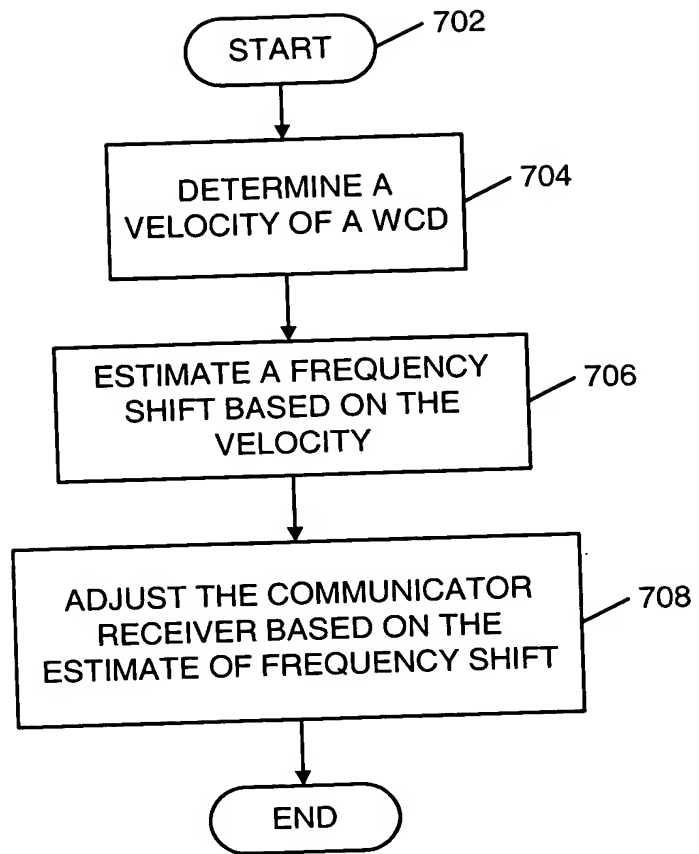 START
702
DETERMINE A
VELOCITY OF A WCD
704
ESTIMATE A FREQUENCY
SHIFT BASED ON THE
VELOCITY
706
ADJUST THE COMMUNICATOR
RECEIVER BASED ON THE
ESTIMATE OF FREQUENCY SHIFT
708
END